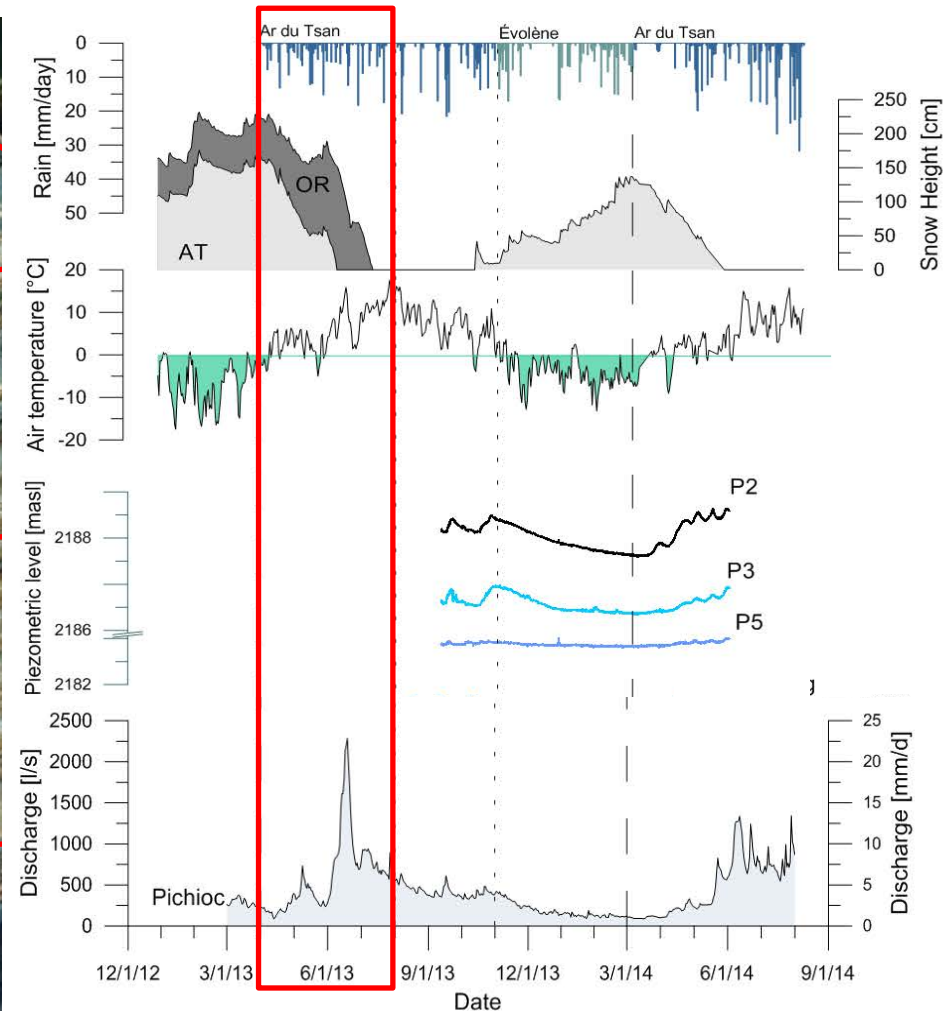 Ar du Tsan Évolène Ar du Tsan
Rain [mm/day]
0
10
20
30
40
50
Snow Height [cm]
250
200
150
100
50
0
OR
AT
Air temperature [°C]
20
10
0
-10
-20
Piezometric level [masl]
2188
2186
2182
P2
P3
P5
g
Discharge [l/s]
2500
2000
1500
1000
500
0
Discharge [mm/d]
25
20
15
10
5
0
Pichioc
12/1/12 3/1/13 6/1/13 9/1/13 12/1/13 3/1/14 6/1/14 9/1/14
Date